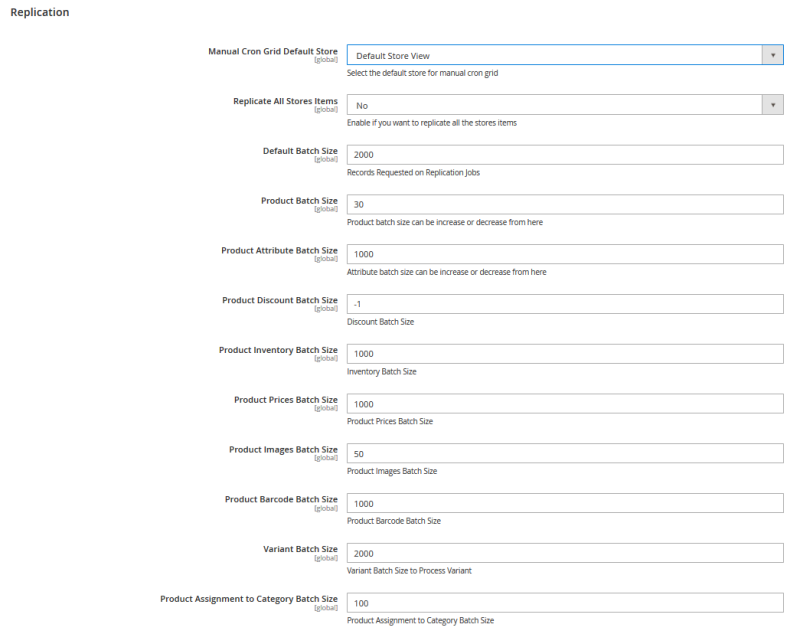 Replication
Manual Cron Grid Default Store
[global]
Default Store View
Select the default store for manual cron grid
Replicate All Stores Items
[global]
No
Enable if you want to replicate all the stores items
Default Batch Size
[global]
2000
Records Requested on Replication Jobs
Product Batch Size
[global]
30
Product batch size can be increase or decrease from here
Product Attribute Batch Size
[global]
1000
Attribute batch size can be increase or decrease from here
Product Discount Batch Size
[global]
-1
Discount Batch Size
Product Inventory Batch Size
[global]
1000
Inventory Batch Size
Product Prices Batch Size
[global]
1000
Product Prices Batch Size
Product Images Batch Size
[global]
50
Product Images Batch Size
Product Barcode Batch Size
[global]
1000
Product Barcode Batch Size
Variant Batch Size
[global]
2000
Variant Batch Size to Process Variant
Product Assignment to Category Batch Size
[global]
100
Product Assignment to Category Batch Size